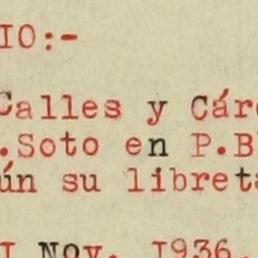 IO:-
Calles y Cár
.Soto en P.B
ún su libret
I Nov. I936.